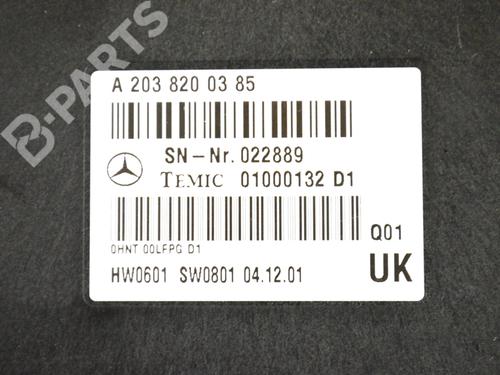 B-PARTS
A 203 820 03 85
SN-Nr. 022889
TEMIC 01000132 D1
0HNT 00LFPG D1
Q01
HW0601 SW0801 04.12.01
UK